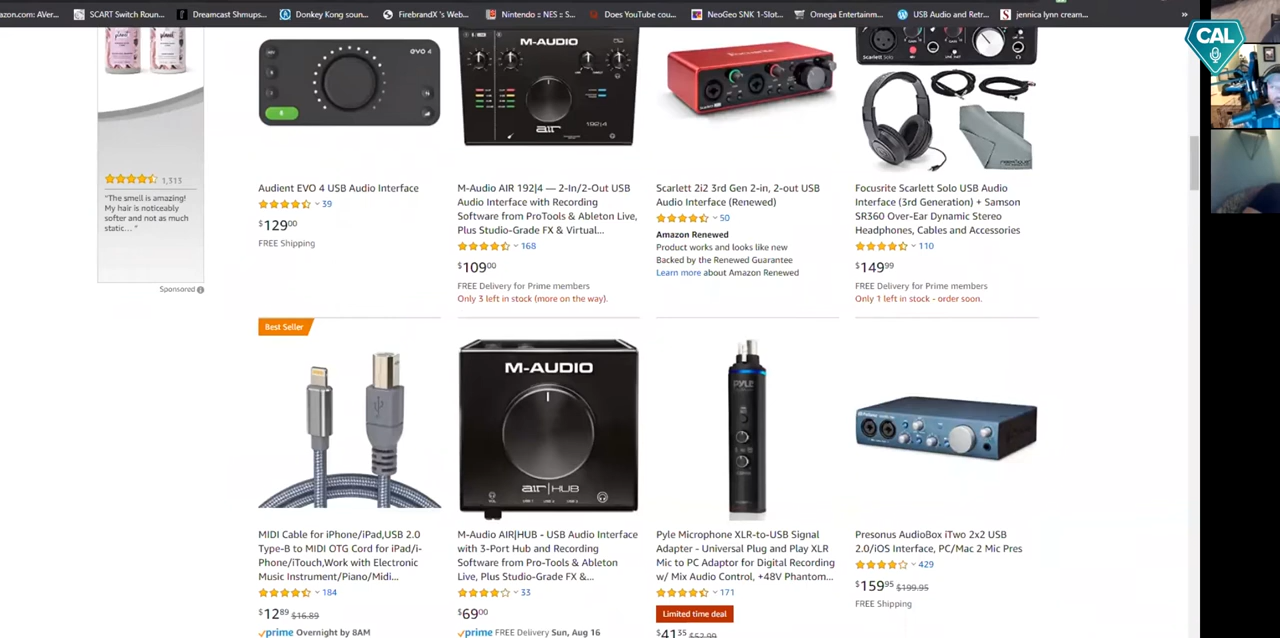 azon.com: AVer...
SCART Switch Roun...
Dreamcast Shmups...
Donkey Kong soun...
FirebrandX 's Web...
Nintendo :: NES :: S...
Does YouTube cou...
NeoGeo SNK 1-Slot...
Omega Entertainm...
USB Audio and Retr...
jennica lynn cream...
»
CAL
1,313
"The smell is amazing!
My hair is noticeably
softer and not as much
static... "
Sponsored
evo 4
M-AUDIO
AIR
192|4
Audient EVO 4 USB Audio Interface
39
$12900
FREE Shipping
M-Audio AIR 192|4 — 2-In/2-Out USB
Audio Interface with Recording
Software from ProTools & Ableton Live,
Plus Studio-Grade FX & Virtual...
168
$10900
FREE Delivery for Prime members
Only 3 left in stock (more on the way).
Scarlett 2i2 3rd Gen 2-in, 2-out USB
Audio Interface (Renewed)
50
Amazon Renewed
Product works and looks like new
Backed by the Renewed Guarantee
Learn more about Amazon Renewed
Focusrite Scarlett Solo USB Audio
Interface (3rd Generation) + Samson
SR360 Over-Ear Dynamic Stereo
Headphones, Cables and Accessories
110
$14999
FREE Delivery for Prime members
Only 1 left in stock - order soon.
Best Seller
M-AUDIO
AIR|HUB
PYLE
MIDI Cable for iPhone/iPad,USB 2.0
Type-B to MIDI OTG Cord for iPad/i-
Phone/iTouch,Work with Electronic
Music Instrument/Piano/Midi...
184
$1289 $16.89
prime Overnight by 8AM
M-Audio AIR|HUB - USB Audio Interface
with 3-Port Hub and Recording
Software from Pro-Tools & Ableton
Live, Plus Studio-Grade FX &...
33
$6900
prime FREE Delivery Sun, Aug 16
Pyle Microphone XLR-to-USB Signal
Adapter - Universal Plug and Play XLR
Mic to PC Adaptor for Digital Recording
w/ Mix Audio Control, +48V Phantom...
171
Limited time deal
$4135 $52.99
Presonus AudioBox iTwo 2x2 USB
2.0/iOS Interface, PC/Mac 2 Mic Pres
429
$15995 $199.95
FREE Shipping